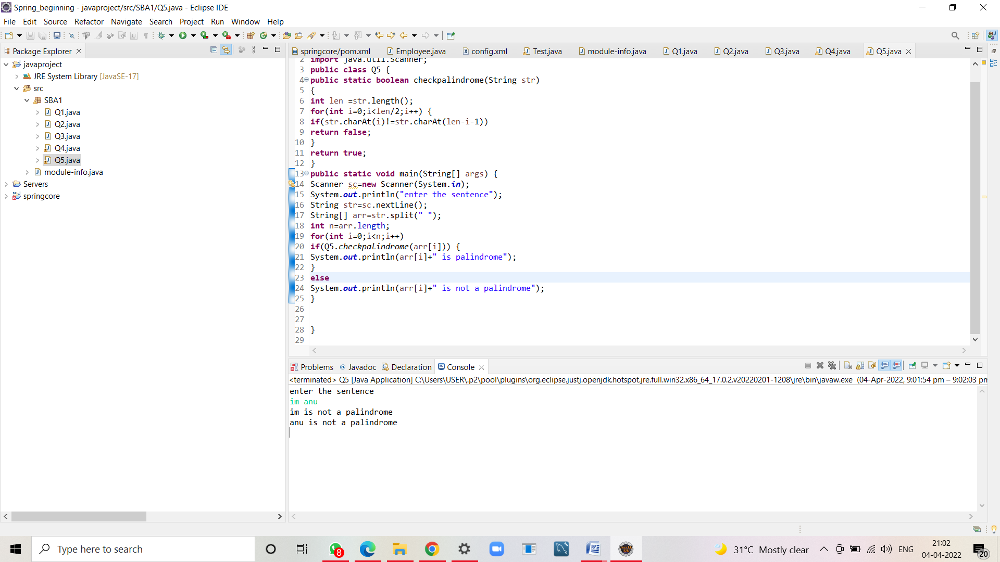 Spring_beginning - javaproject/src/SBA1/Q5.java - Eclipse IDE
File Edit Source Refactor Navigate Search Project Run Window Help
Package Explorer
javaproject
JRE System Library [JavaSE-17]
src
SBA1
Q1.java
Q2.java
Q3.java
Q4.java
Q5.java
module-info.java
Servers
springcore
springcore/pom.xml Employee.java config.xml Test.java module-info.java Q1.java Q2.java Q3.java Q4.java Q5.java
2 import java.util.Scanner;
3 public class Q5 {
4 public static boolean checkpalindrome(String str)
5 {
6 int len =str.length();
7 for(int i=0;i<len/2;i++) {
8 if(str.charAt(i)!=str.charAt(len-i-1))
9 return false;
10 }
11 return true;
12 }
13 public static void main(String[] args) {
14 Scanner sc=new Scanner(System.in);
15 System.out.println("enter the sentence");
16 String str=sc.nextLine();
17 String[] arr=str.split(" ");
18 int n=arr.length;
19 for(int i=0;i<n;i++)
20 if(Q5.checkpalindrome(arr[i])) {
21 System.out.println(arr[i]+" is palindrome");
22 }
23 else
24 System.out.println(arr[i]+" is not a palindrome");
25 }
26
27
28 }
29
Problems @ Javadoc Declaration Console
<terminated> Q5 [Java Application] C:\Users\USER\.p2\pool\plugins\org.eclipse.justj.openjdk.hotspot.jre.full.win32.x86_64_17.0.2.v20220201-1208\jre\bin\javaw.exe (04-Apr-2022, 9:01:54 pm – 9:02:03 pm
enter the sentence
im anu
im is not a palindrome
anu is not a palindrome
Type here to search
8
31°C Mostly clear
ENG
21:02
04-04-2022
20